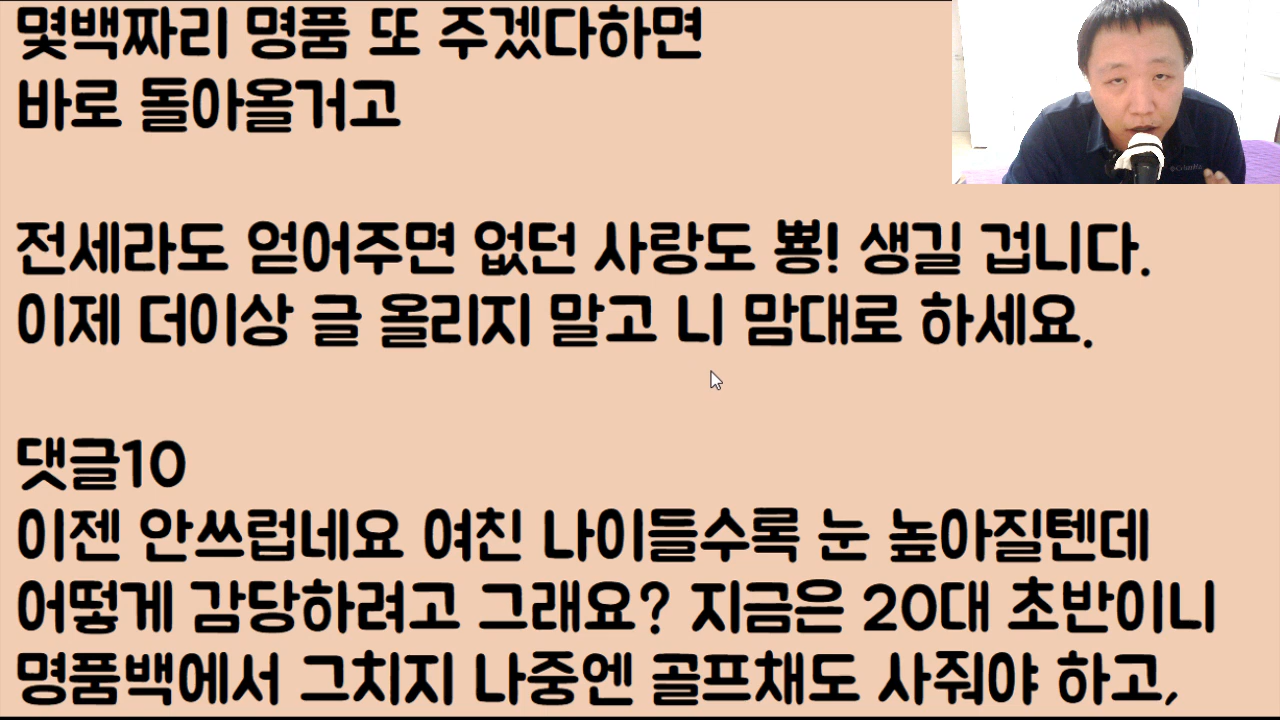 몇백짜리 명품 또 주겠다하면
바로 돌아올거고
전세라도 얻어주면 없던 사랑도 뿅! 생길 겁니다.
이제 더이상 글 올리지 말고 니 맘대로 하세요.
댓글10
이젠 안쓰럽네요 여친 나이들수록 눈 높아질텐데
어떻게 감당하려고 그래요? 지금은 20대 초반이니
명품백에서 그치지 나중엔 골프채도 사줘야 하고,